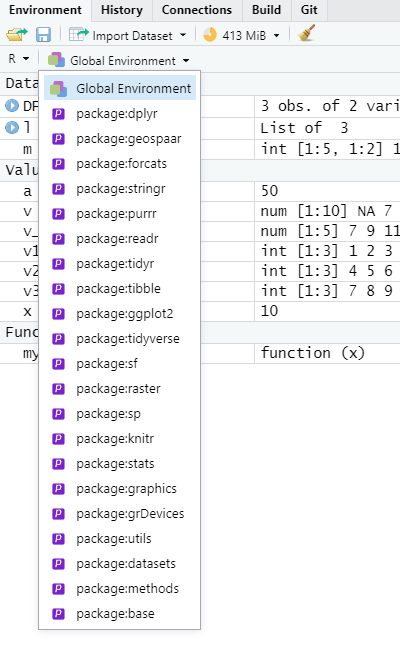 Environment History Connections Build Git
Import Dataset 413 MiB
R Global Environment
Data
Global Environment
DF 3 obs. of 2 vari
package:dplyr
l List of 3
package:geospaar
m int [1:5, 1:2] 1
package:forcats
Valu
package:stringr
a 50
package:purrr
v num [1:10] NA 7
v_ num [1:5] 7 9 11
package:readr
v1 int [1:3] 1 2 3
package:tidyr
v2 int [1:3] 4 5 6
package:tibble
v3 int [1:3] 7 8 9
x 10
package:ggplot2
Func
package:tidyverse
my function (x)
package:sf
package:raster
package:sp
package:knitr
package:stats
package:graphics
package:grDevices
package:utils
package:datasets
package:methods
package:base